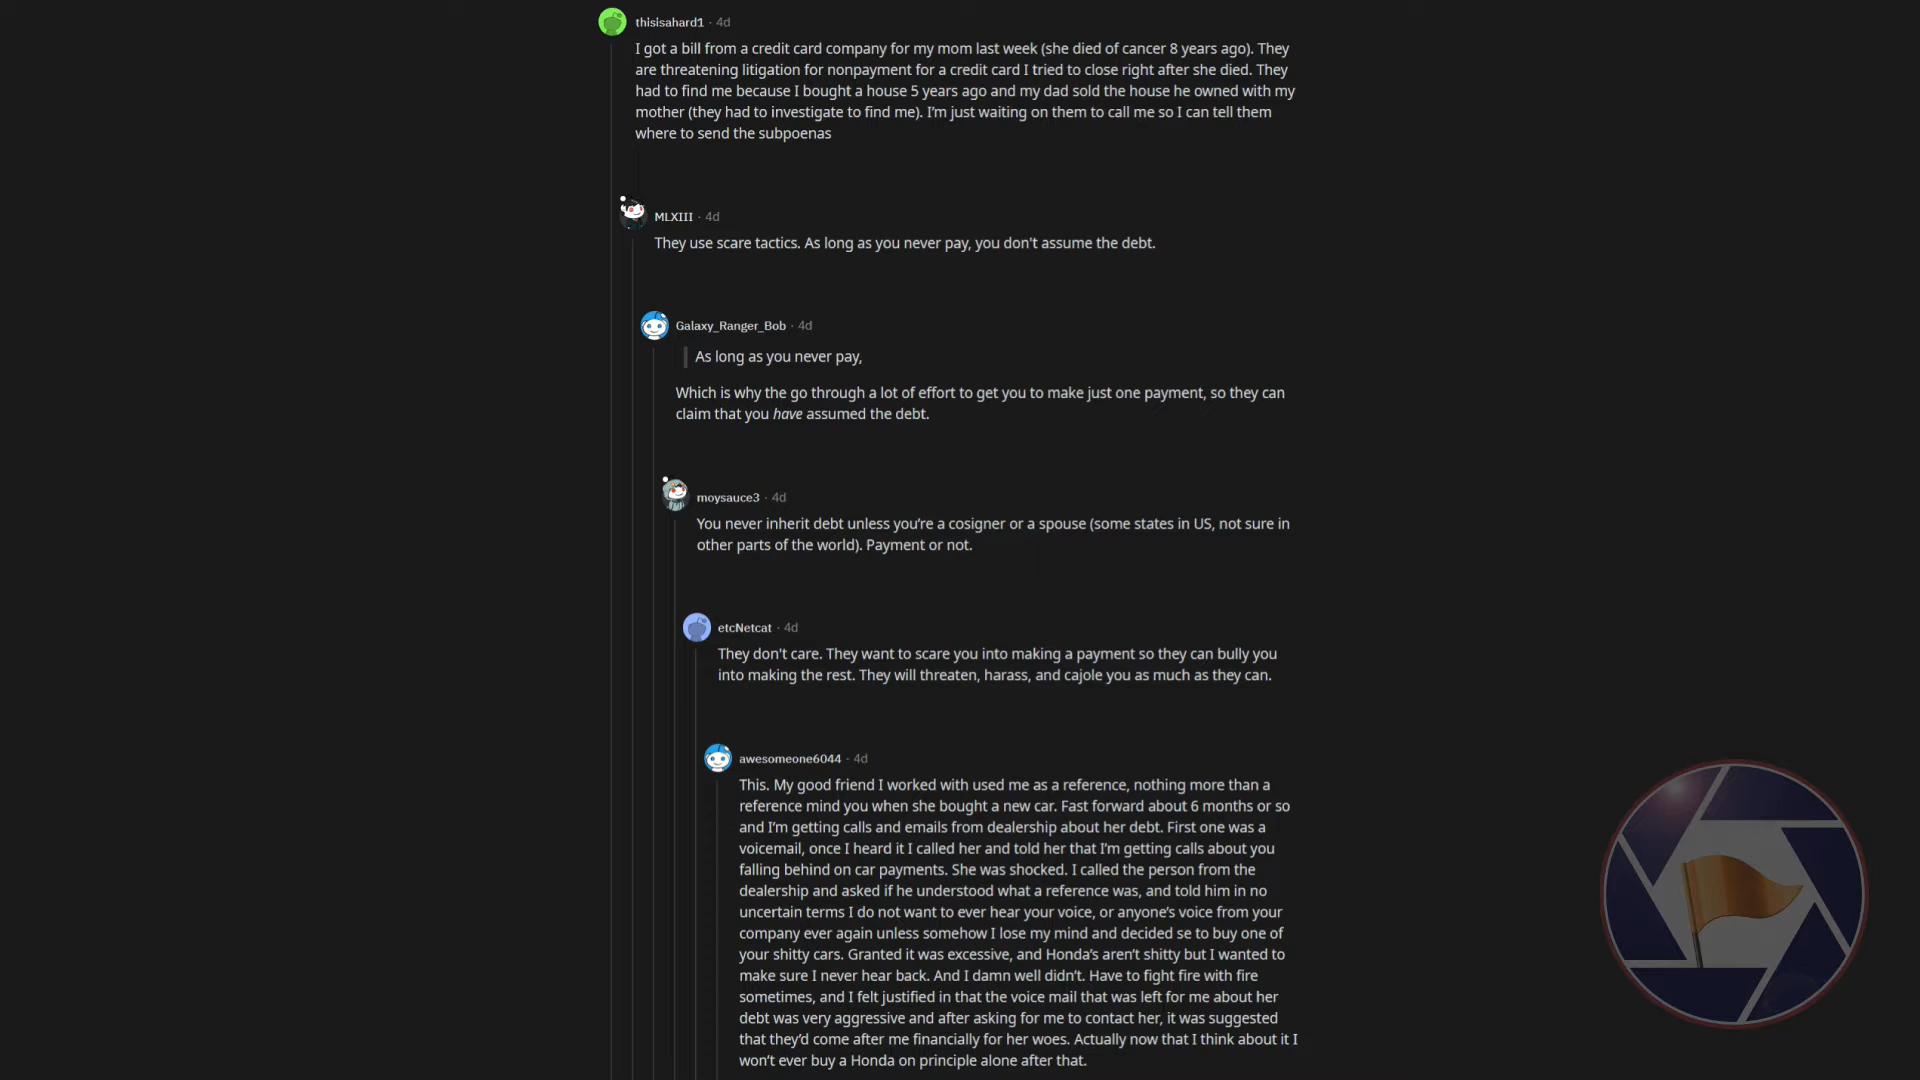 thisisahard1 · 4d
I got a bill from a credit card company for my mom last week (she died of cancer 8 years ago). They
are threatening litigation for nonpayment for a credit card I tried to close right after she died. They
had to find me because I bought a house 5 years ago and my dad sold the house he owned with my
mother (they had to investigate to find me). I’m just waiting on them to call me so I can tell them
where to send the subpoenas
MLXIII · 4d
They use scare tactics. As long as you never pay, you don't assume the debt.
Galaxy_Ranger_Bob · 4d
As long as you never pay,
Which is why the go through a lot of effort to get you to make just one payment, so they can
claim that you have assumed the debt.
moysauce3 · 4d
You never inherit debt unless you’re a cosigner or a spouse (some states in US, not sure in
other parts of the world). Payment or not.
etcNetcat · 4d
They don't care. They want to scare you into making a payment so they can bully you
into making the rest. They will threaten, harass, and cajole you as much as they can.
awesomeone6044 · 4d
This. My good friend I worked with used me as a reference, nothing more than a
reference mind you when she bought a new car. Fast forward about 6 months or so
and I’m getting calls and emails from dealership about her debt. First one was a
voicemail, once I heard it I called her and told her that I’m getting calls about you
falling behind on car payments. She was shocked. I called the person from the
dealership and asked if he understood what a reference was, and told him in no
uncertain terms I do not want to ever hear your voice, or anyone’s voice from your
company ever again unless somehow I lose my mind and decided se to buy one of
your shitty cars. Granted it was excessive, and Honda’s aren’t shitty but I wanted to
make sure I never hear back. And I damn well didn’t. Have to fight fire with fire
sometimes, and I felt justified in that the voice mail that was left for me about her
debt was very aggressive and after asking for me to contact her, it was suggested
that they’d come after me financially for her woes. Actually now that I think about it I
won’t ever buy a Honda on principle alone after that.